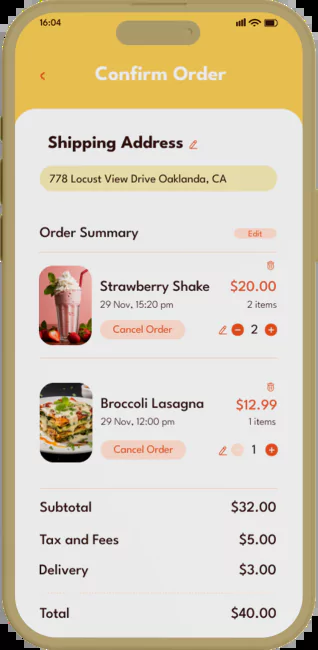 16:04
Confirm Order
Shipping Address
778 Locust View Drive Oaklanda, CA
Order Summary
Edit
Strawberry Shake
$20.00
29 Nov, 15:20 pm
2 items
Cancel Order
2
Broccoli Lasagna
$12.99
29 Nov, 12:00 pm
1 items
Cancel Order
1
Subtotal
$32.00
Tax and Fees
$5.00
Delivery
$3.00
Total
$40.00